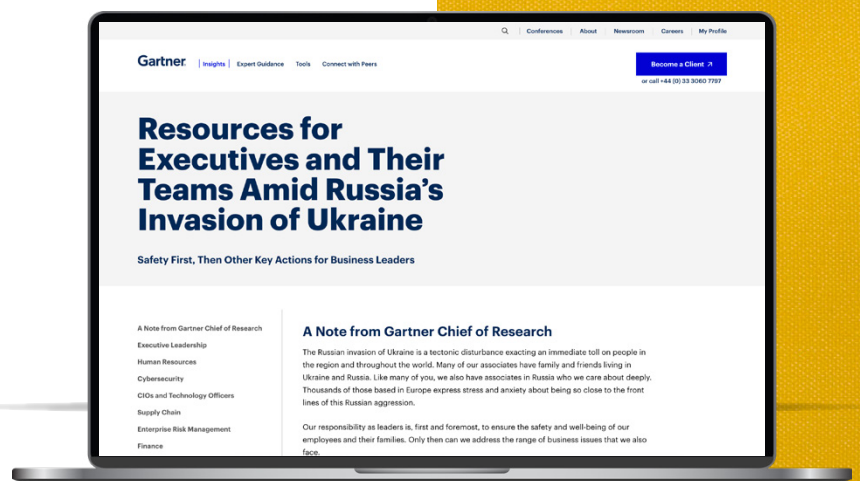 Conferences About Newsroom Careers My Profile
Gartner Insights Expert Guidance Tools Connect with Peers Become a Client ↗
or call +44 (0) 33 3060 7797
Resources for
Executives and Their
Teams Amid Russia’s
Invasion of Ukraine
Safety First, Then Other Key Actions for Business Leaders
A Note from Gartner Chief of Research
Executive Leadership
Human Resources
Cybersecurity
CIOs and Technology Officers
Supply Chain
Enterprise Risk Management
Finance
A Note from Gartner Chief of Research
The Russian invasion of Ukraine is a tectonic disturbance exacting an immediate toll on people in
the region and throughout the world. Many of our associates have family and friends living in
Ukraine and Russia. Like many of you, we also have associates in Russia who we care about deeply.
Thousands of those based in Europe express stress and anxiety about being so close to the front
lines of this Russian aggression.
Our responsibility as leaders is, first and foremost, to ensure the safety and well-being of our
employees and their families. Only then can we address the range of business issues that we also
face.